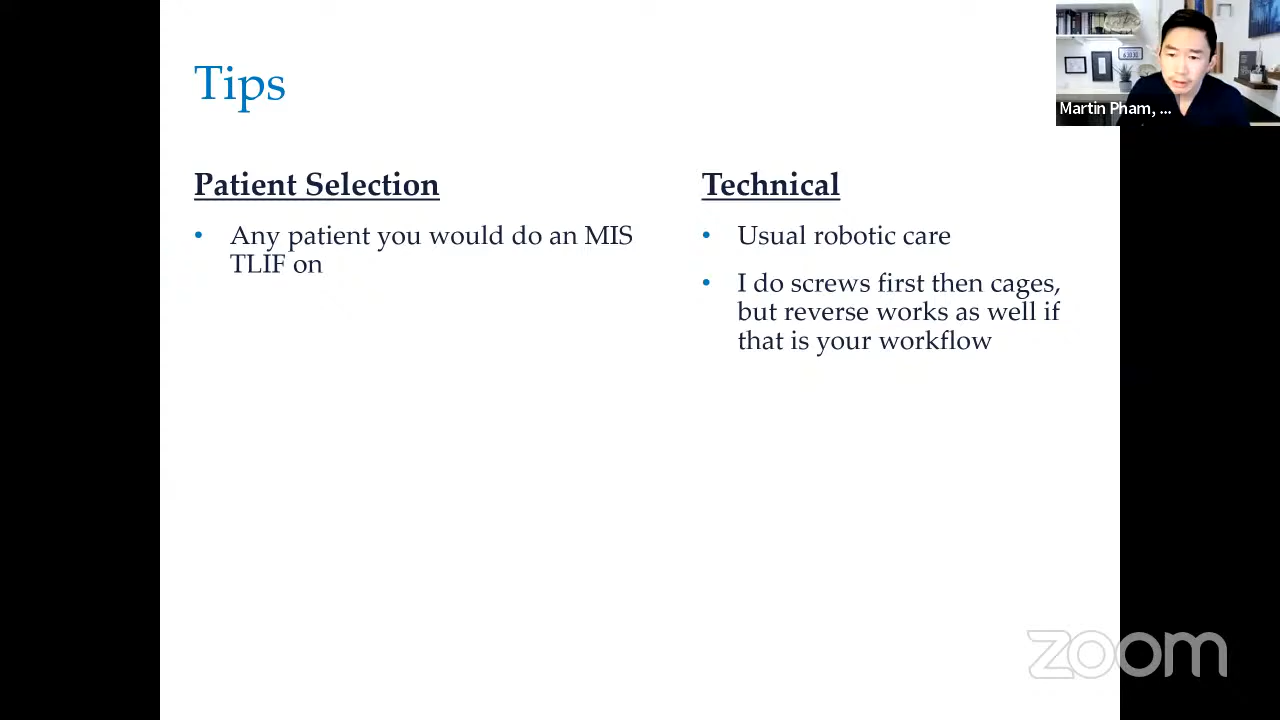 Tips
Martin Pham, ...
Patient Selection
• Any patient you would do an MIS
TLIF on
Technical
• Usual robotic care
• I do screws first then cages,
but reverse works as well if
that is your workflow
zoom